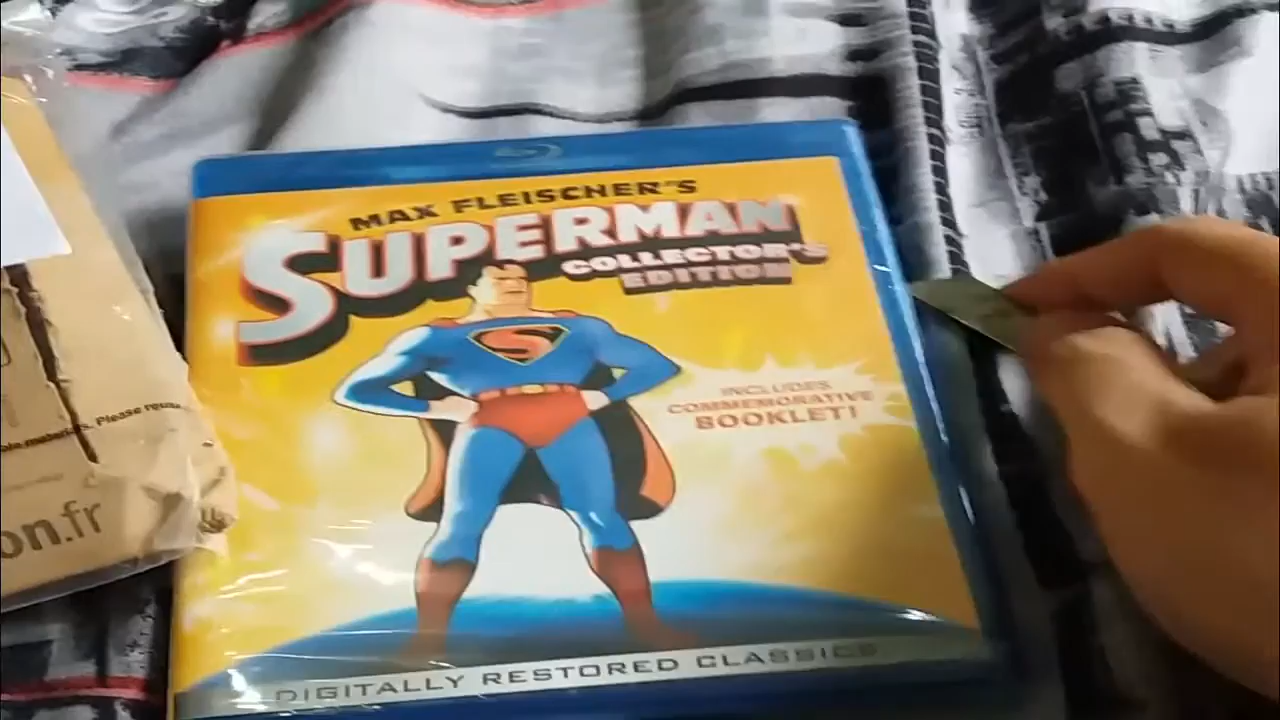 MAX FLEISCHER'S
SUPERMAN
COLLECTOR'S
EDITION
S
INCLUDES
COMMEMORATIVE
BOOKLET!
DIGITALLY RESTORED CLASSICS
Please reuse
on.fr